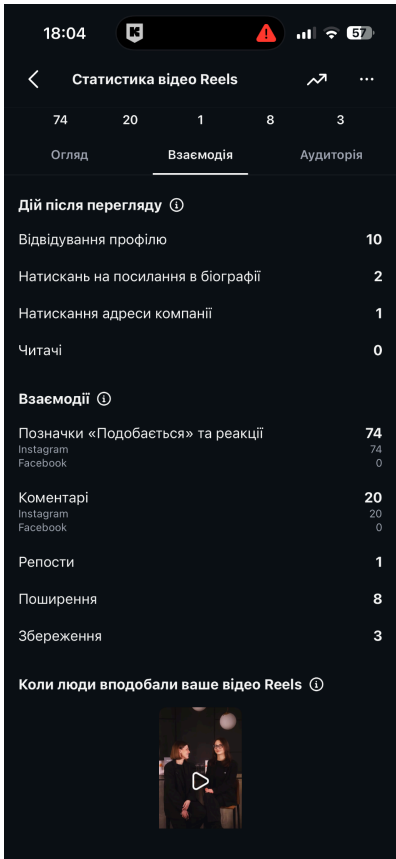 18:04 57
Статистика відео Reels
74 20 1 8 3
Огляд Взаємодія Аудиторія
Дій після перегляду
Відвідування профілю 10
Натискань на посилання в біографії 2
Натискання адреси компанії 1
Читачі 0
Взаємодії
Позначки «Подобається» та реакції 74
Instagram 74
Facebook 0
Коментарі 20
Instagram 20
Facebook 0
Репости 1
Поширення 8
Збереження 3
Коли люди вподобали ваше відео Reels